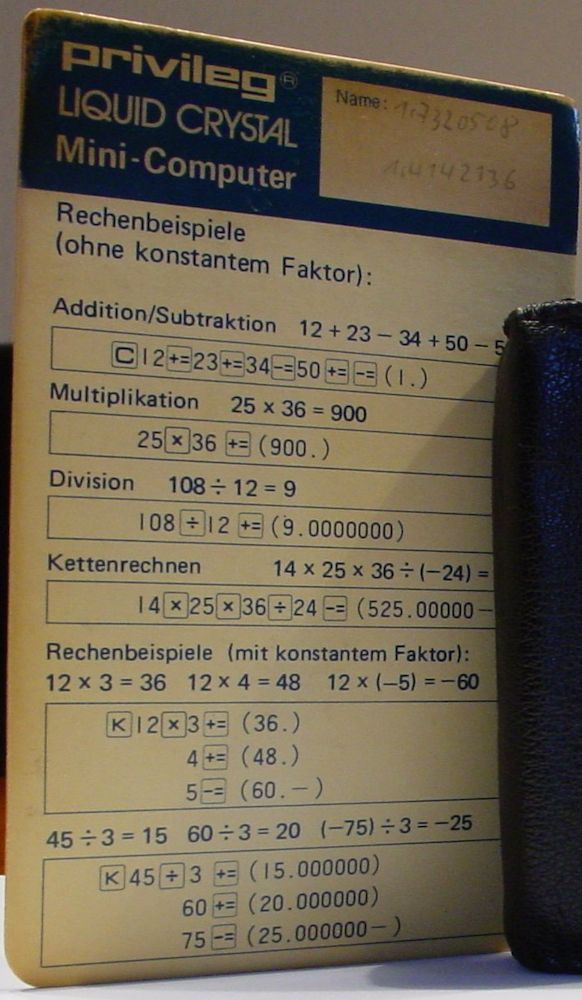 privileg®
LIQUID CRYSTAL
Mini-Computer
Name: 1,7320508
1,4142136
Rechenbeispiele
(ohne konstantem Faktor):
Addition/Subtraktion 12 + 23 − 34 + 50 − 5
C 12 += 23 += 34 -= 50 += -= (1.)
Multiplikation 25 × 36 = 900
25 × 36 += (900.)
Division 108 ÷ 12 = 9
108 ÷ 12 += (9.0000000)
Kettenrechnen 14 × 25 × 36 ÷ (−24) =
14 × 25 × 36 ÷ 24 -= (525.00000 −
Rechenbeispiele (mit konstantem Faktor):
12 × 3 = 36 12 × 4 = 48 12 × (−5) = −60
K 12 × 3 += (36.)
4 += (48.)
5 -= (60.−)
45 ÷ 3 = 15 60 ÷ 3 = 20 (−75) ÷ 3 = −25
K 45 ÷ 3 += (15.000000)
60 += (20.000000)
75 -= (25.000000−)